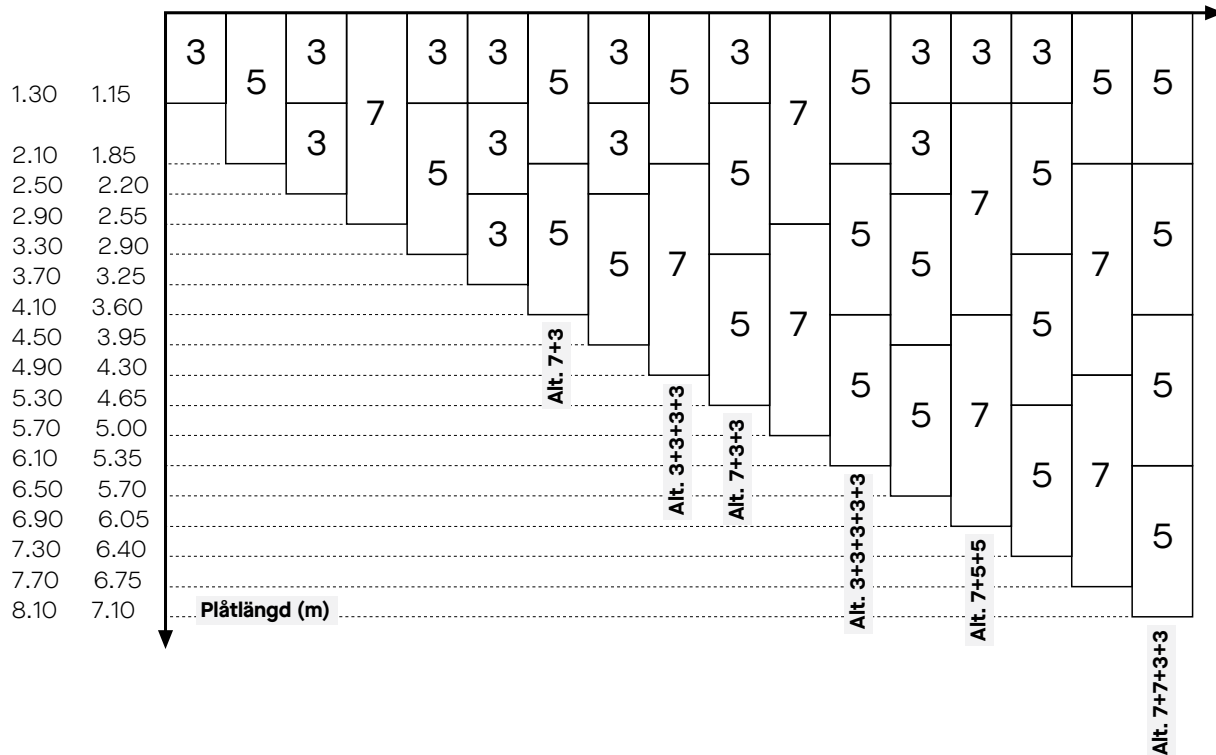 3 3 3 3 3 3 3 3 3
5 5 5 5 5 5
1.30 1.15
7 7
3 3 3 3
2.10 1.85
5 5 5
2.50 2.20
7
2.90 2.55
3 5 5 5
3.30 2.90
5 7 5 7
3.70 3.25
4.10 3.60
5 7 5
4.50 3.95
Alt. 7+3
4.90 4.30
5 5
5.30 4.65
5 7
5.70 5.00
Alt. 3+3+3+3
Alt. 7+3+3
6.10 5.35
5 7
6.50 5.70
6.90 6.05
5
7.30 6.40
Alt. 3+3+3+3+3
7.70 6.75
Alt. 7+5+5
8.10 7.10 Plåtlängd (m)
Alt. 7+7+3+3